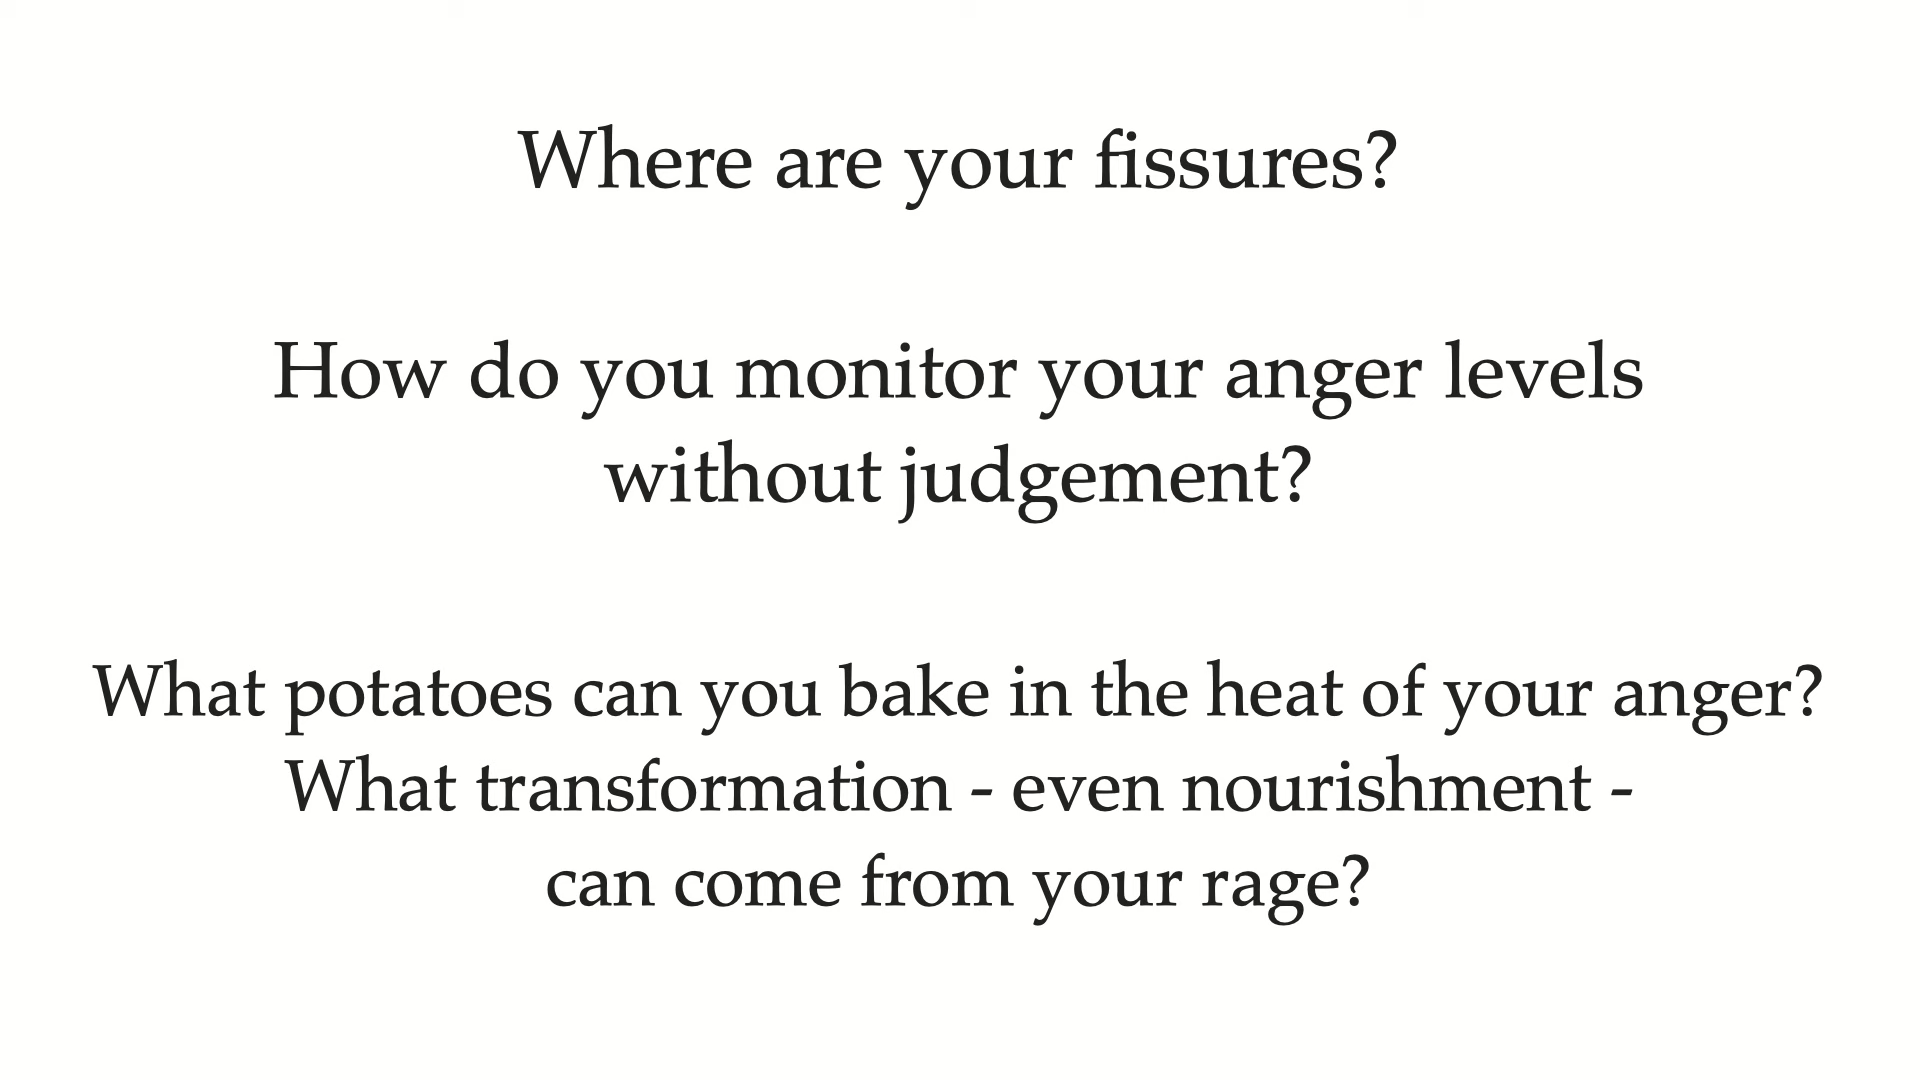 Where are your fissures?
How do you monitor your anger levels
without judgement?
What potatoes can you bake in the heat of your anger?
What transformation - even nourishment -
can come from your rage?